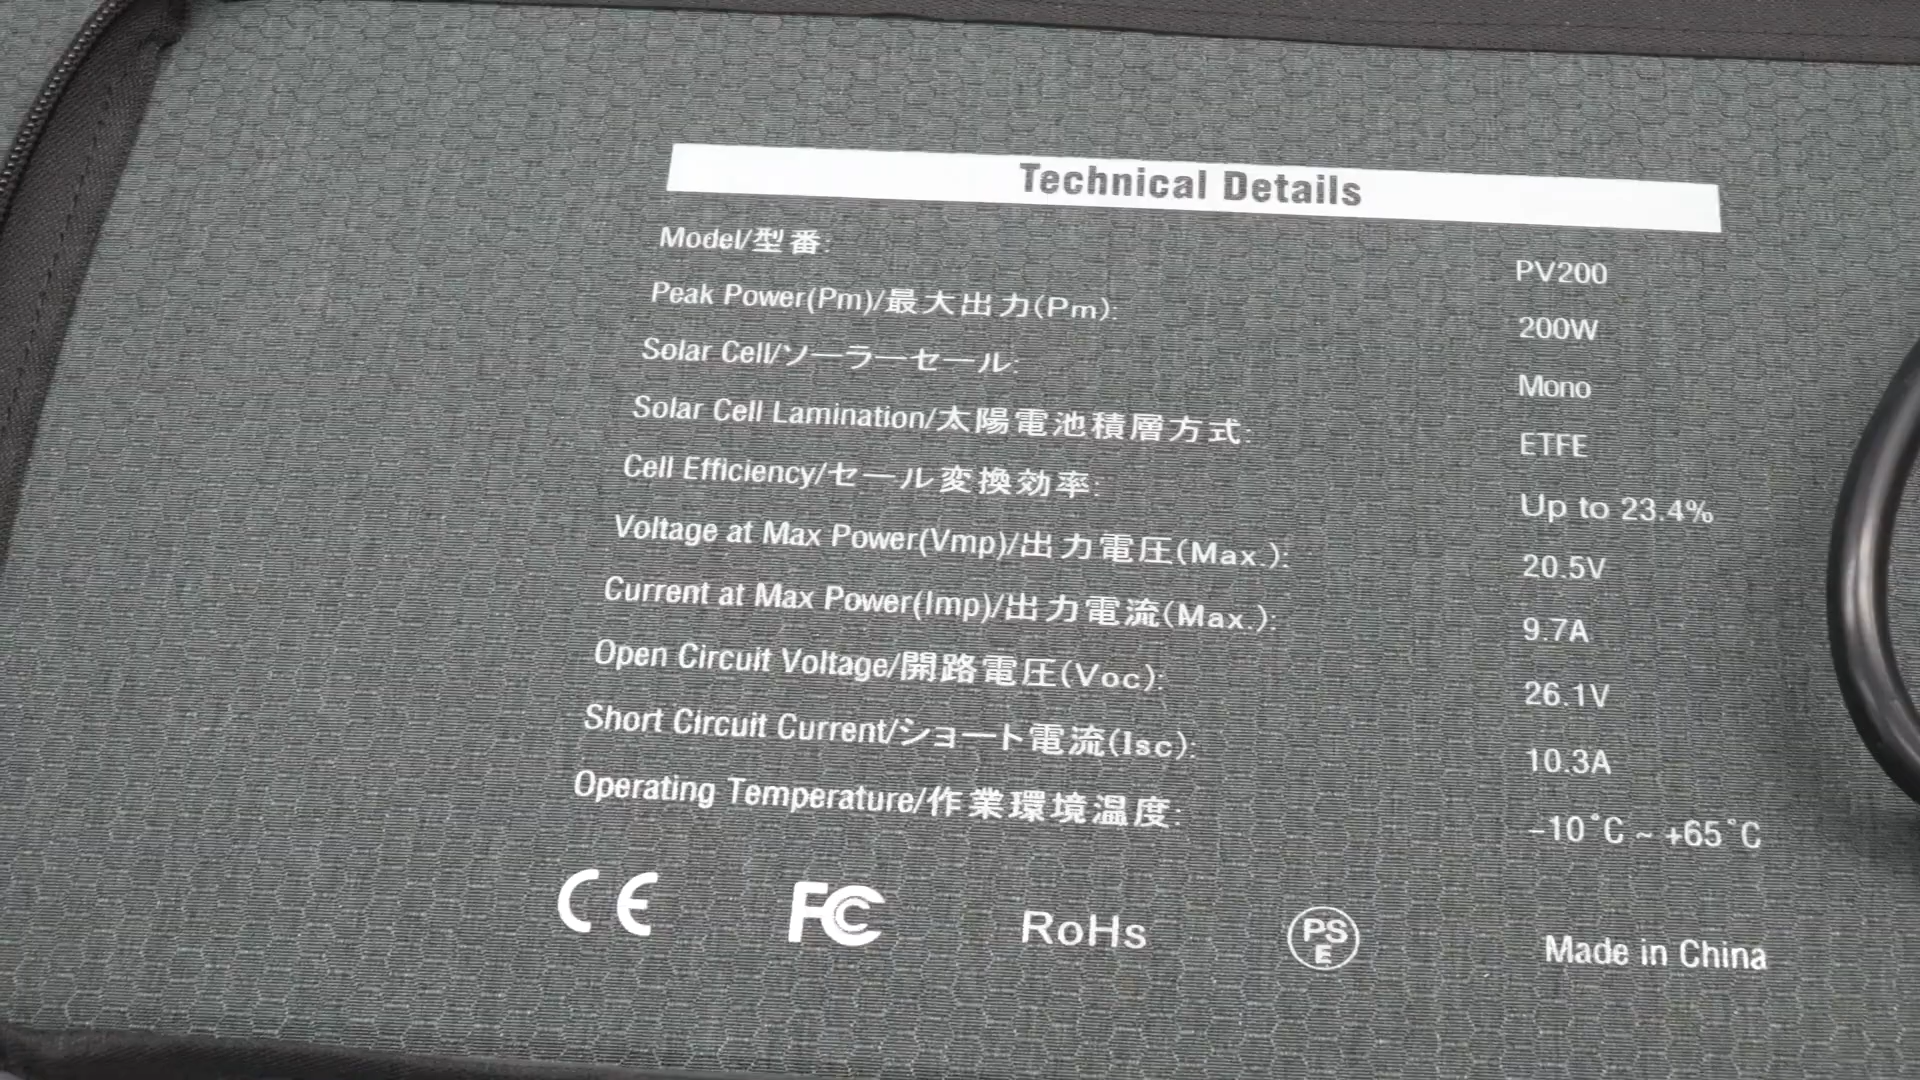 Technical Details
Model/型番: PV200
Peak Power(Pm)/最大出力(Pm): 200W
Solar Cell/ソーラーセール: Mono
Solar Cell Lamination/太陽電池積層方式: ETFE
Cell Efficiency/セール変換効率: Up to 23.4%
Voltage at Max Power(Vmp)/出力電圧(Max.): 20.5V
Current at Max Power(Imp)/出力電流(Max.): 9.7A
Open Circuit Voltage/開路電圧(Voc): 26.1V
Short Circuit Current/ショート電流(Isc): 10.3A
Operating Temperature/作業環境温度: -10°C ~ +65°C
CE FC RoHs PSE Made in China